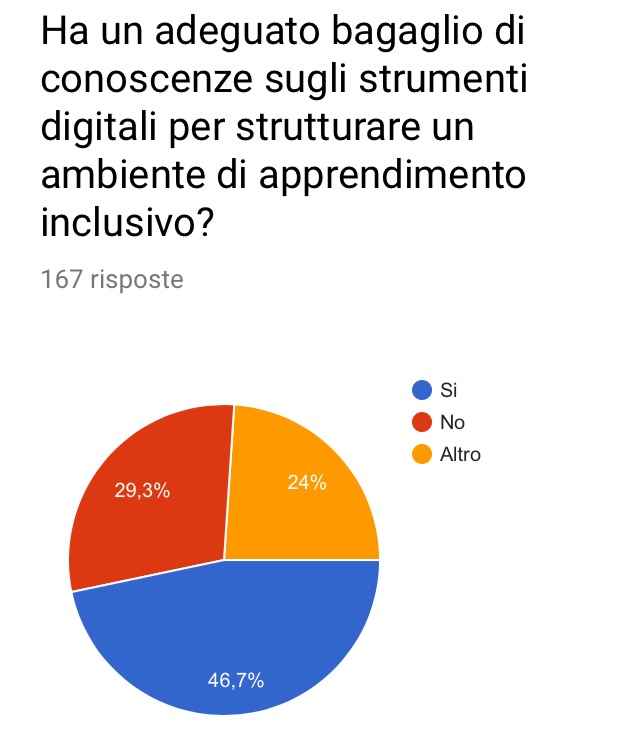 Ha un adeguato bagaglio di
conoscenze sugli strumenti
digitali per strutturare un
ambiente di apprendimento
inclusivo?
167 risposte
Si
No
Altro
29,3%
24%
46,7%